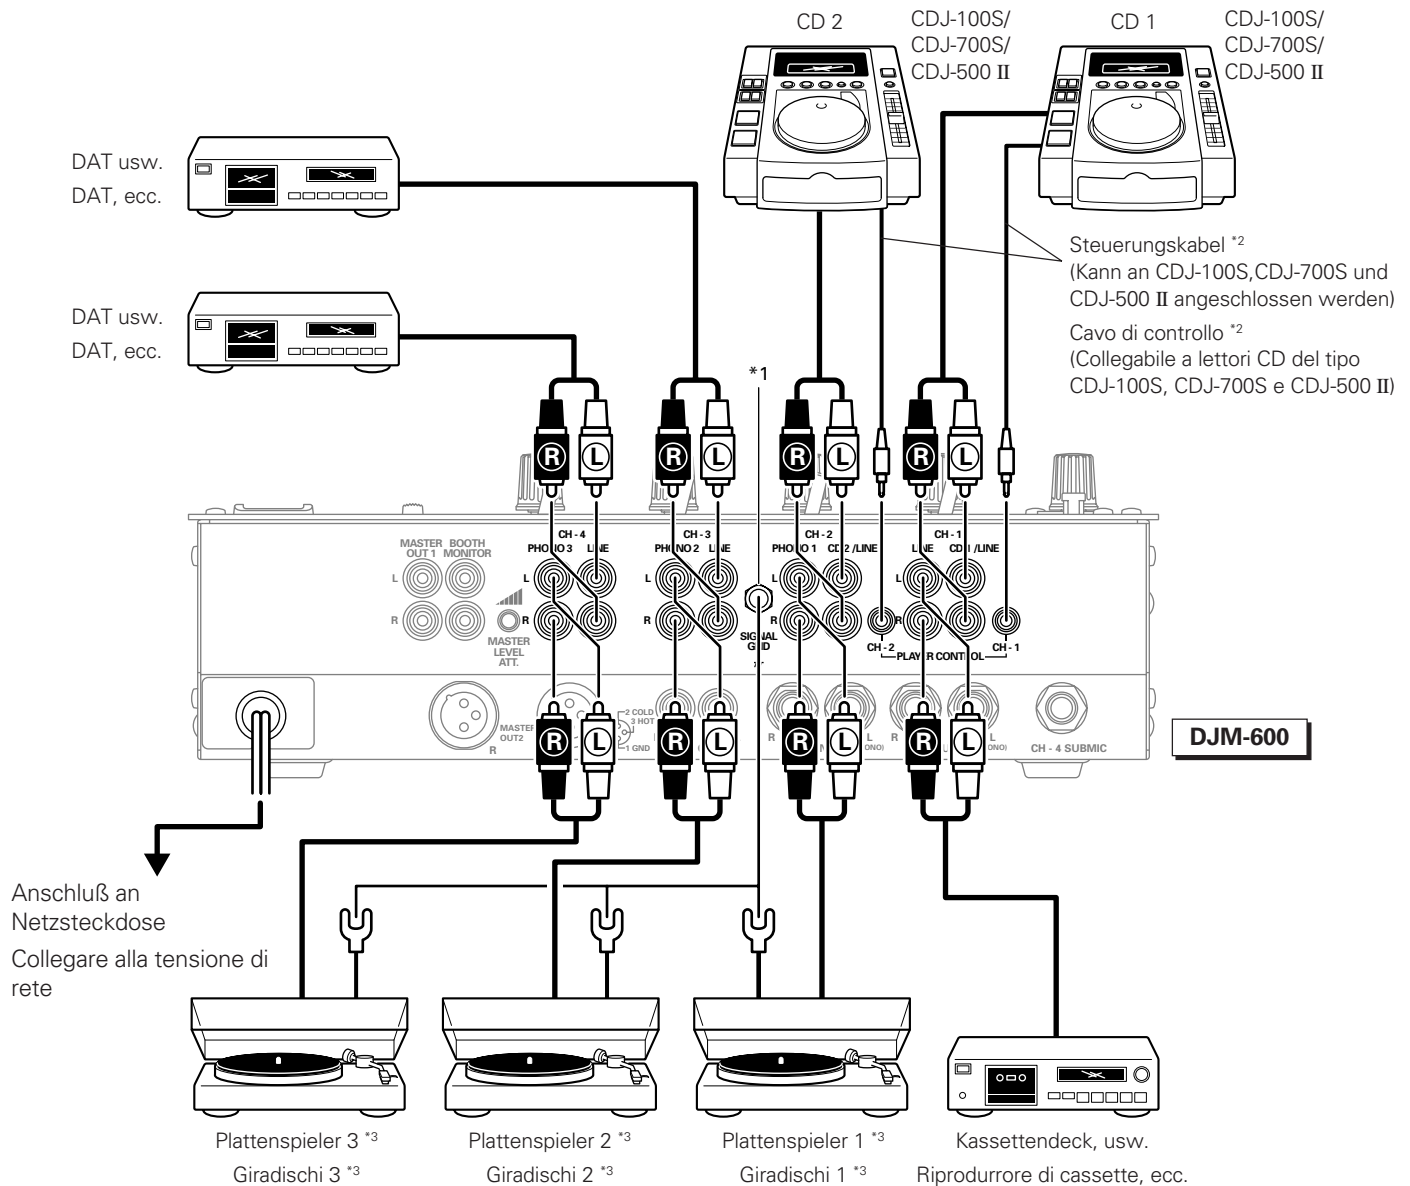 CD 2
CDJ-100S/
CDJ-700S/
CDJ-500 II
CD 1
CDJ-100S/
CDJ-700S/
CDJ-500 II
DAT usw.
DAT, ecc.
DAT usw.
DAT, ecc.
Steuerungskabel *2
(Kann an CDJ-100S,CDJ-700S und
CDJ-500 II angeschlossen werden)
Cavo di controllo *2
(Collegabile a lettori CD del tipo
CDJ-100S, CDJ-700S e CDJ-500 II)
*1
R L R L R L R L
MASTER
OUT 1
BOOTH
MONITOR
CH - 4
PHONO 3 LINE
CH - 3
PHONO 2 LINE
CH - 2
PHONO 1 CD 2 /LINE
CH - 1
LINE CD 1 /LINE
L L L L L
R R R R R
MASTER
LEVEL
ATT.
SIGNAL
GND
CH - 2
PLAYER CONTROL
CH - 1
MASTER
OUT2
R
2 COLD
3 HOT
1 GND
R L R L
CH - 4 SUBMIC
R L R L R L R L
DJM-600
Anschluß an
Netzsteckdose
Collegare alla tensione di
rete
Plattenspieler 3 *3
Giradischi 3 *3
Plattenspieler 2 *3
Giradischi 2 *3
Plattenspieler 1 *3
Giradischi 1 *3
Kassettendeck, usw.
Riprodurrore di cassette, ecc.